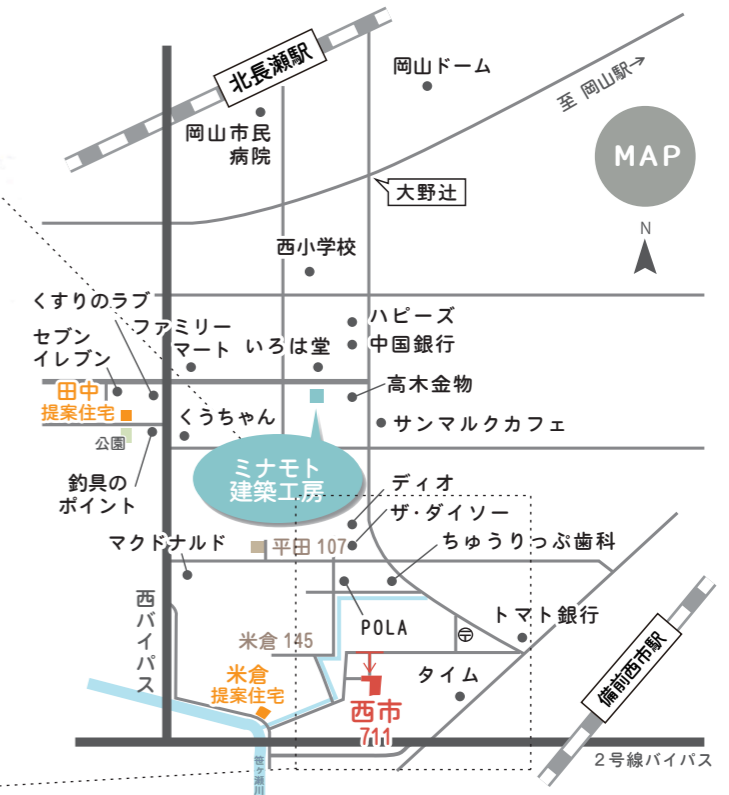 北長瀬駅
岡山ドーム
至 岡山駅→
岡山市民
病院
MAP
大野辻
N
西小学校
くすりのラブ
ハピーズ
セブン
イレブン
ファミリー
マート
いろは堂
中国銀行
田中
提案住宅
高木金物
くうちゃん
サンマルクカフェ
公園
ミナモト
建築工房
釣具の
ポイント
ディオ
ザ・ダイソー
マクドナルド
平田 107
ちゅうりっぷ歯科
西バイパス
POLA
トマト銀行
米倉 145
〒
備前西市駅
米倉
提案住宅
タイム
西市
711
笹ヶ瀬川
2号線バイパス